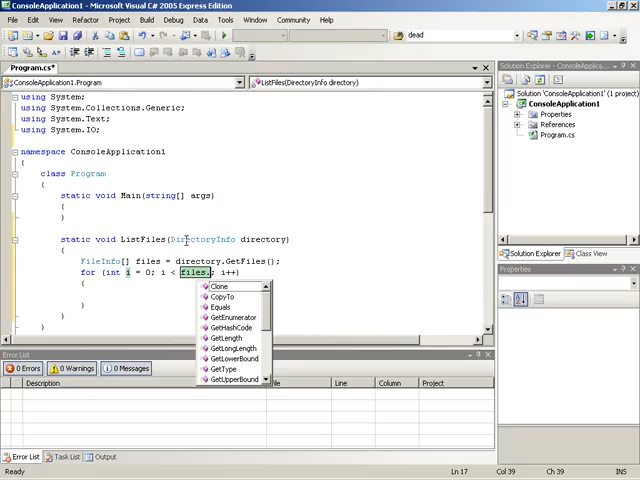 ConsoleApplication1 - Microsoft Visual C# 2005 Express Edition
File Edit View Refactor Project Build Debug Data Tools Window Community Help
dead
Program.cs*
ConsoleApplication1.Program
ListFiles(DirectoryInfo directory)
using System;
using System.Collections.Generic;
using System.Text;
using System.IO;
namespace ConsoleApplication1
{
class Program
{
static void Main(string[] args)
{
}
static void ListFiles(DirectoryInfo directory)
{
FileInfo[] files = directory.GetFiles();
for (int i = 0; i < files.; i++)
{
}
}
}
Clone
CopyTo
Equals
GetEnumerator
GetHashCode
GetLength
GetLongLength
GetLowerBound
GetType
GetUpperBound
Solution Explorer - ConsoleApplica...
Solution 'ConsoleApplication1' (1 project)
ConsoleApplication1
Properties
References
Program.cs
Solution Explorer Class View
Properties
Error List
0 Errors 0 Warnings 0 Messages
Description File Line Column Project
Error List Task List Output
Ready Ln 17 Col 39 Ch 39 INS